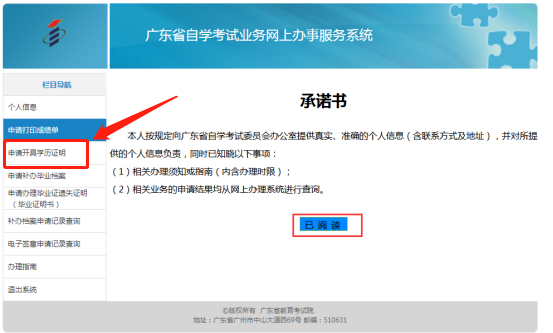 广东省自学考试业务网上办事服务系统
栏目导航
个人信息
申请打印成绩单
申请开具学历证明
申请补办毕业档案
申请办理毕业证遗失证明
（毕业证明书）
补办档案申请记录查询
电子签章申请记录查询
办理指南
退出系统
承诺书
本人按规定向广东省自学考试委员会办公室提供真实、准确的个人信息（含联系方式及地址），并对所提
供的个人信息负责，同时已知晓以下事项：
（1）相关办理须知或指南（内含办理时限）；
（2）相关业务的申请结果均从网上办理系统进行查询。
已 阅 读
©版权所有 广东省教育考试院
地址：广东省广州市中山大道西69号 邮编：510631